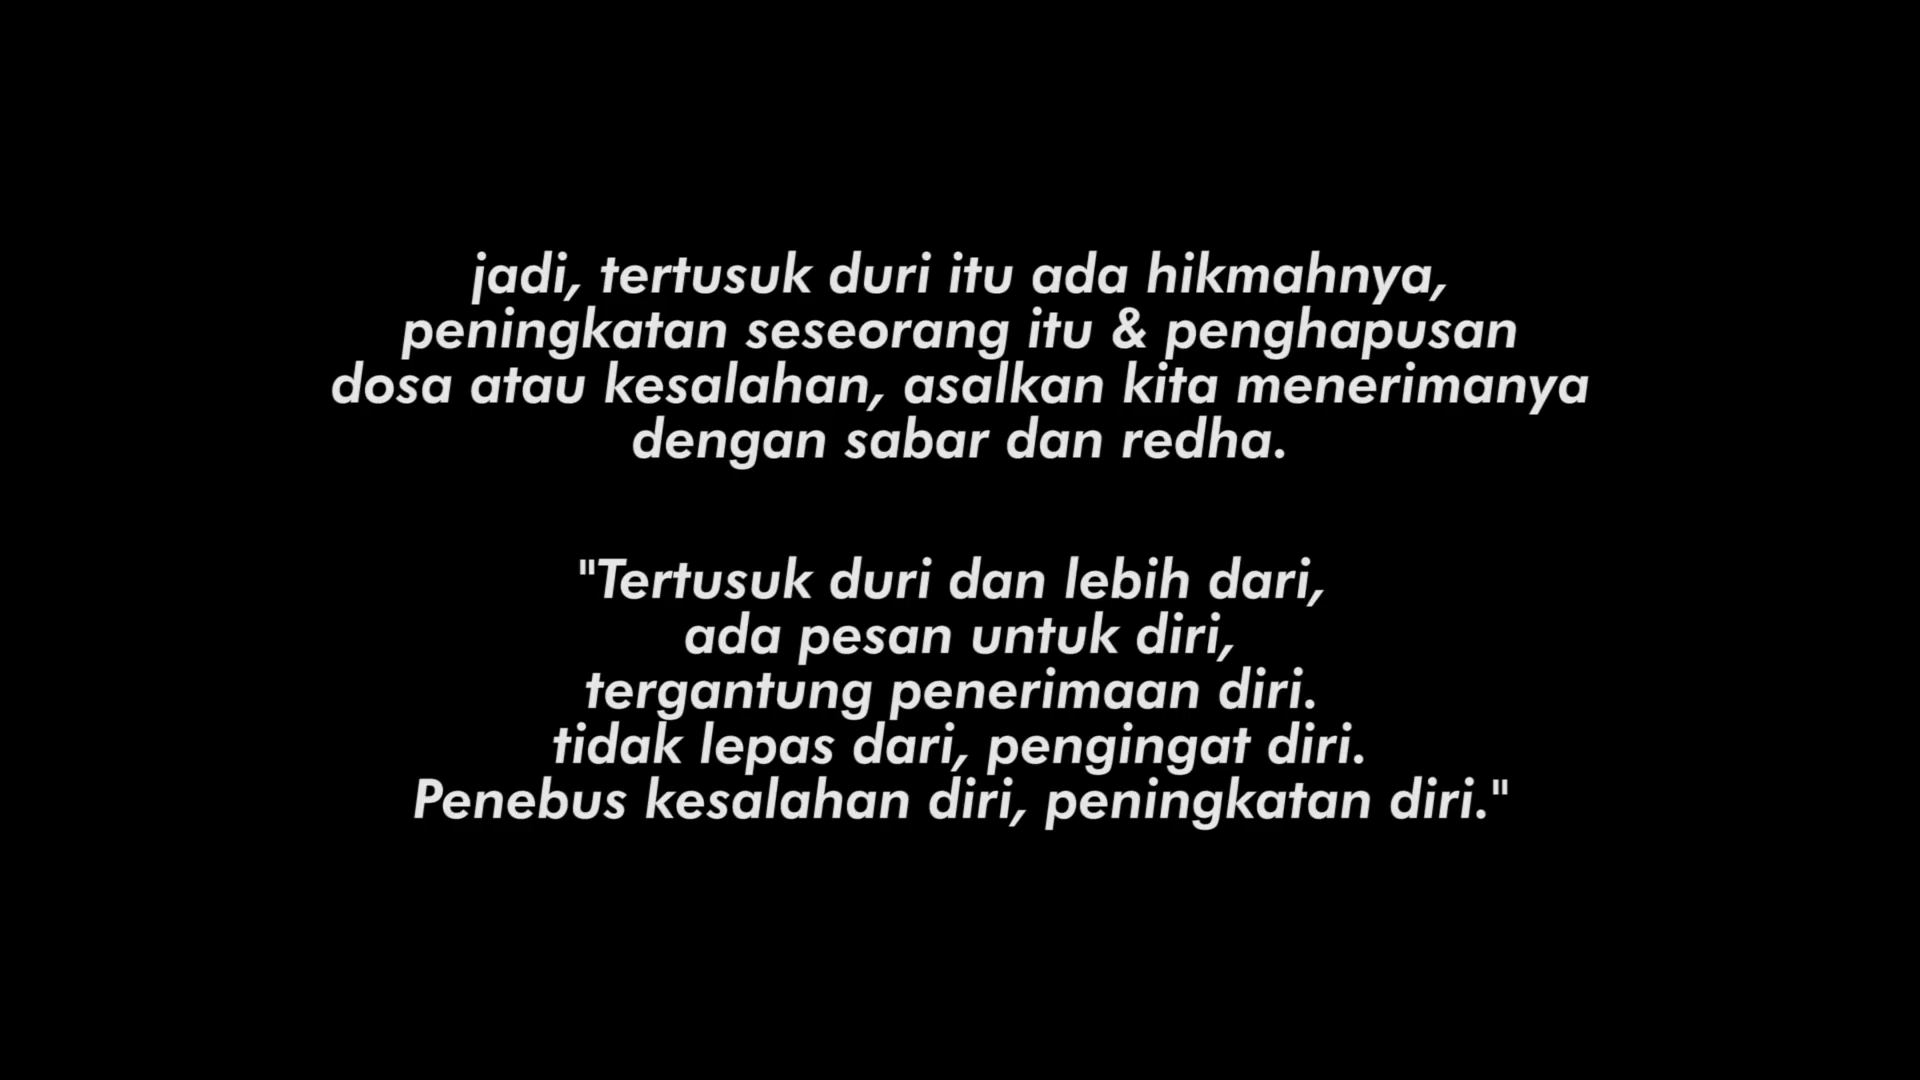 jadi, tertusuk duri itu ada hikmahnya,
peningkatan seseorang itu & penghapusan
dosa atau kesalahan, asalkan kita menerimanya
dengan sabar dan redha.
"Tertusuk duri dan lebih dari,
ada pesan untuk diri,
tergantung penerimaan diri.
tidak lepas dari, pengingat diri.
Penebus kesalahan diri, peningkatan diri."